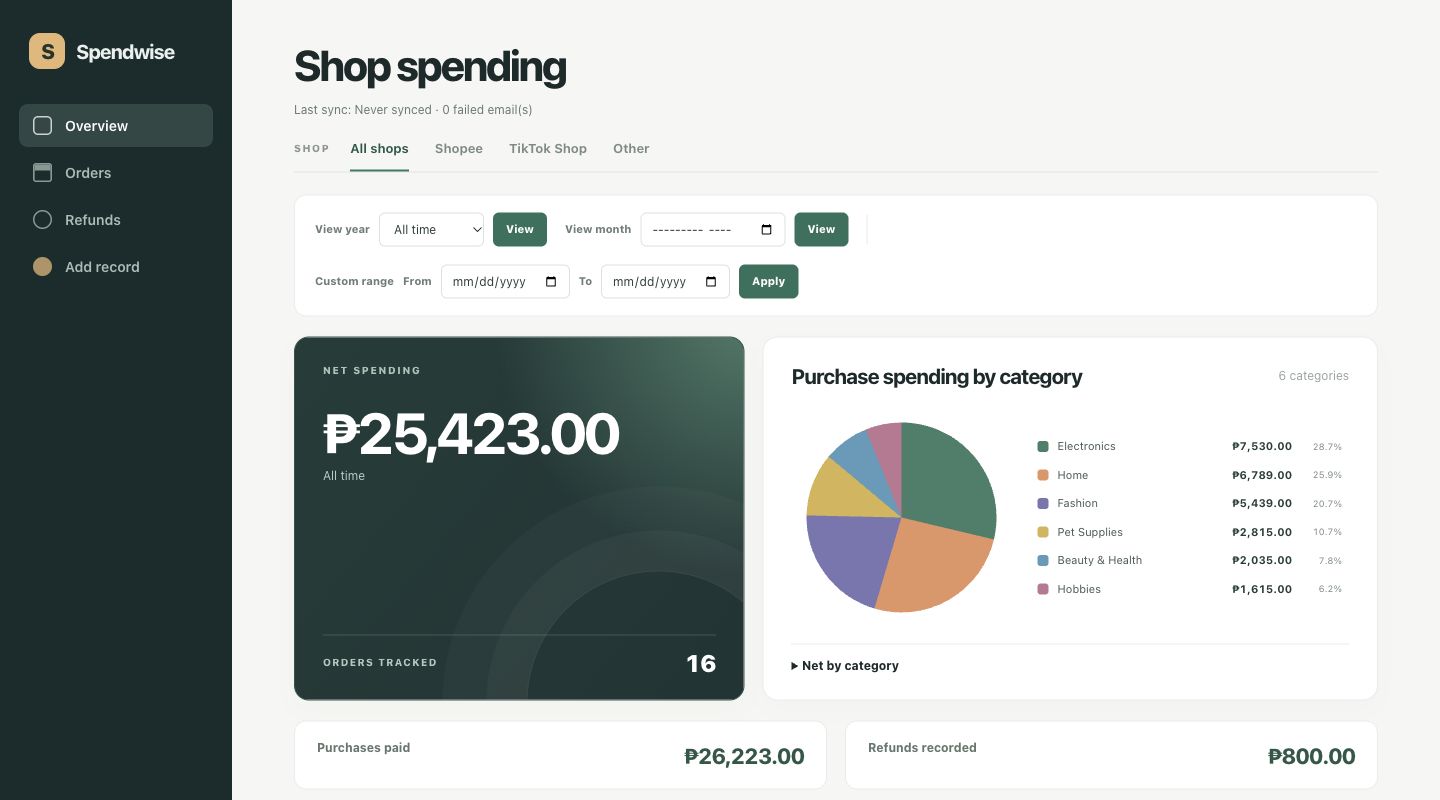 S Spendwise
Overview
Orders
Refunds
Add record
Shop spending
Last sync: Never synced · 0 failed email(s)
SHOP All shops Shopee TikTok Shop Other
View year All time View View month --------- ---- View
Custom range From mm/dd/yyyy To mm/dd/yyyy Apply
NET SPENDING
₱25,423.00
All time
ORDERS TRACKED 16
Purchase spending by category 6 categories
Electronics ₱7,530.00 28.7%
Home ₱6,789.00 25.9%
Fashion ₱5,439.00 20.7%
Pet Supplies ₱2,815.00 10.7%
Beauty & Health ₱2,035.00 7.8%
Hobbies ₱1,615.00 6.2%
Net by category
Purchases paid ₱26,223.00
Refunds recorded ₱800.00